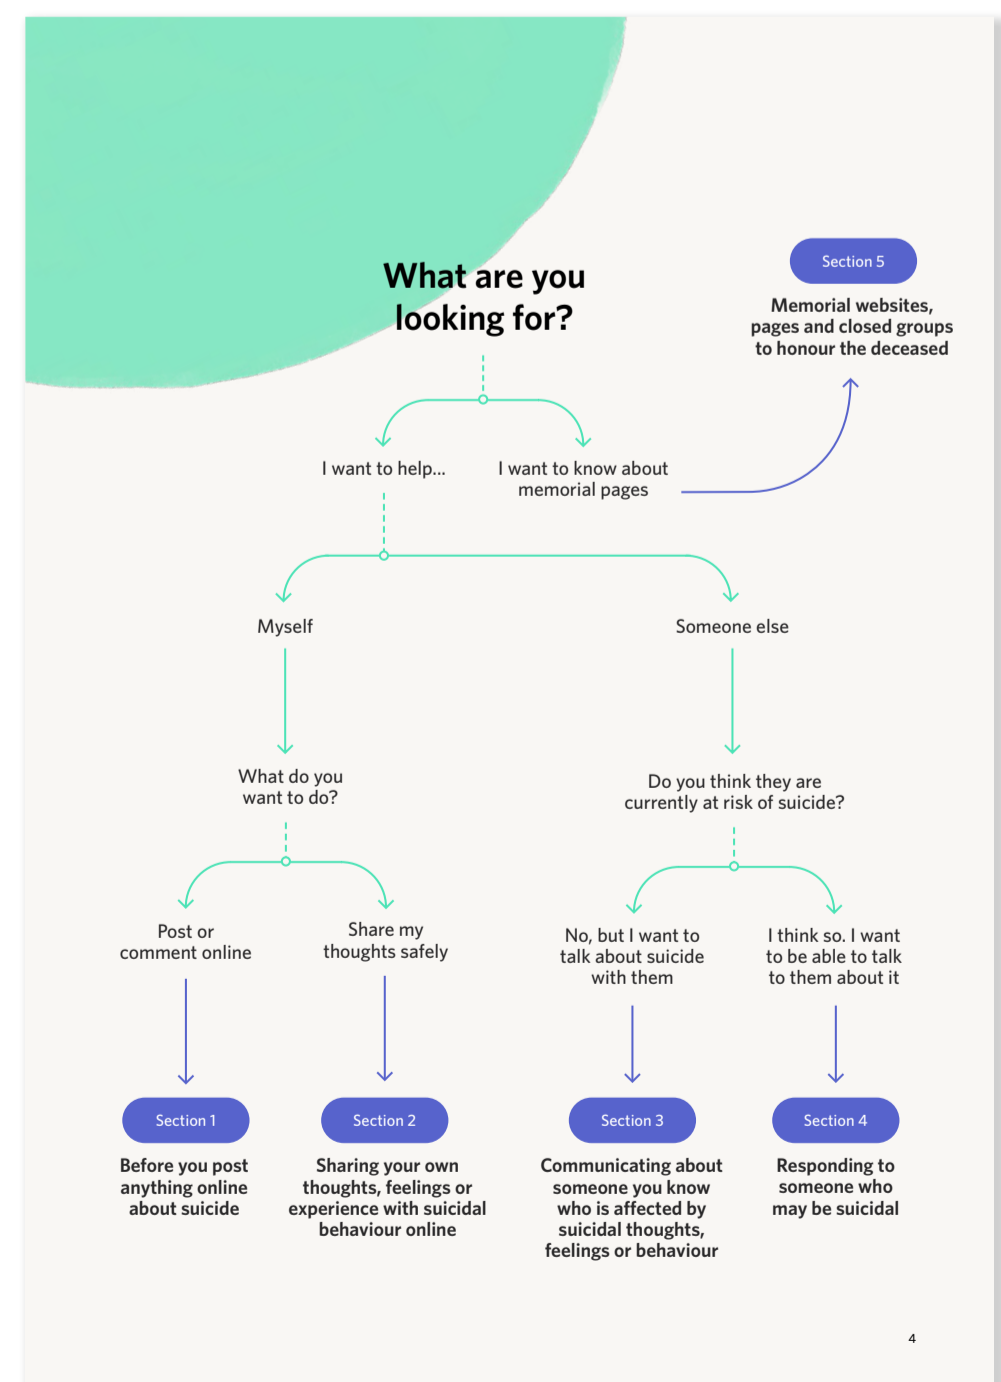 What are you
looking for?
Section 5
Memorial websites,
pages and closed groups
to honour the deceased
I want to help...
I want to know about
memorial pages
Myself
Someone else
What do you
want to do?
Do you think they are
currently at risk of suicide?
Post or
comment online
Share my
thoughts safely
No, but I want to
talk about suicide
with them
I think so. I want
to be able to talk
to them about it
Section 1
Before you post
anything online
about suicide
Section 2
Sharing your own
thoughts, feelings or
experience with suicidal
behaviour online
Section 3
Communicating about
someone you know
who is affected by
suicidal thoughts,
feelings or behaviour
Section 4
Responding to
someone who
may be suicidal
4